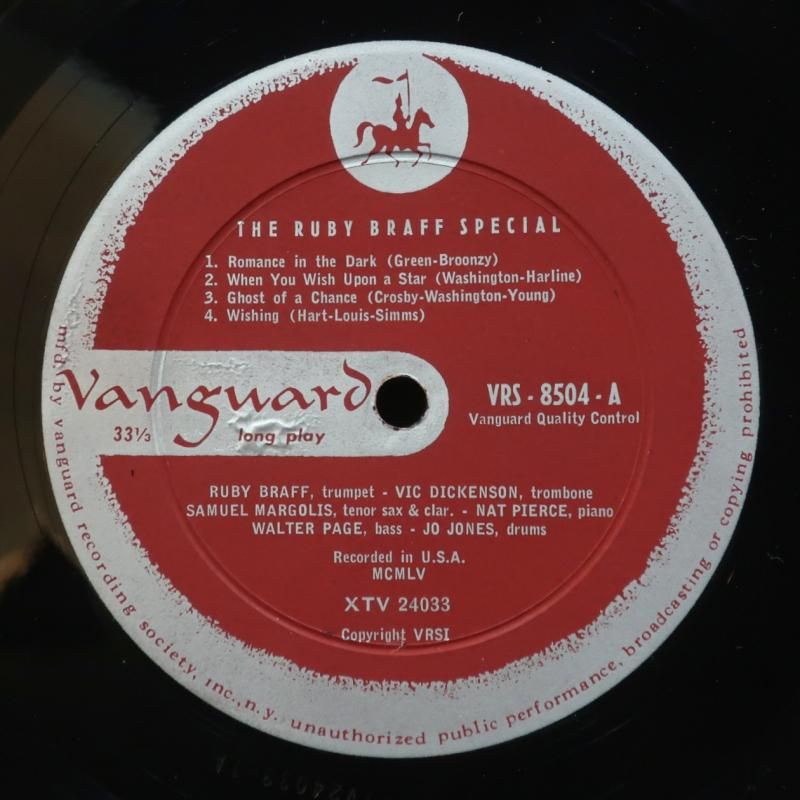 THE RUBY BRAFF SPECIAL
1. Romance in the Dark (Green-Broonzy)
2. When You Wish Upon a Star (Washington-Harline)
3. Ghost of a Chance (Crosby-Washington-Young)
4. Wishing (Hart-Louis-Simms)
Vanguard
33⅓ long play
VRS - 8504 - A
Vanguard Quality Control
RUBY BRAFF, trumpet - VIC DICKENSON, trombone
SAMUEL MARGOLIS, tenor sax & clar. - NAT PIERCE, piano
WALTER PAGE, bass - JO JONES, drums
Recorded in U.S.A.
MCMLV
XTV 24033
Copyright VRSI
mf'd. by vanguard recording society, inc., n.y. unauthorized public performance, broadcasting or copying prohibited